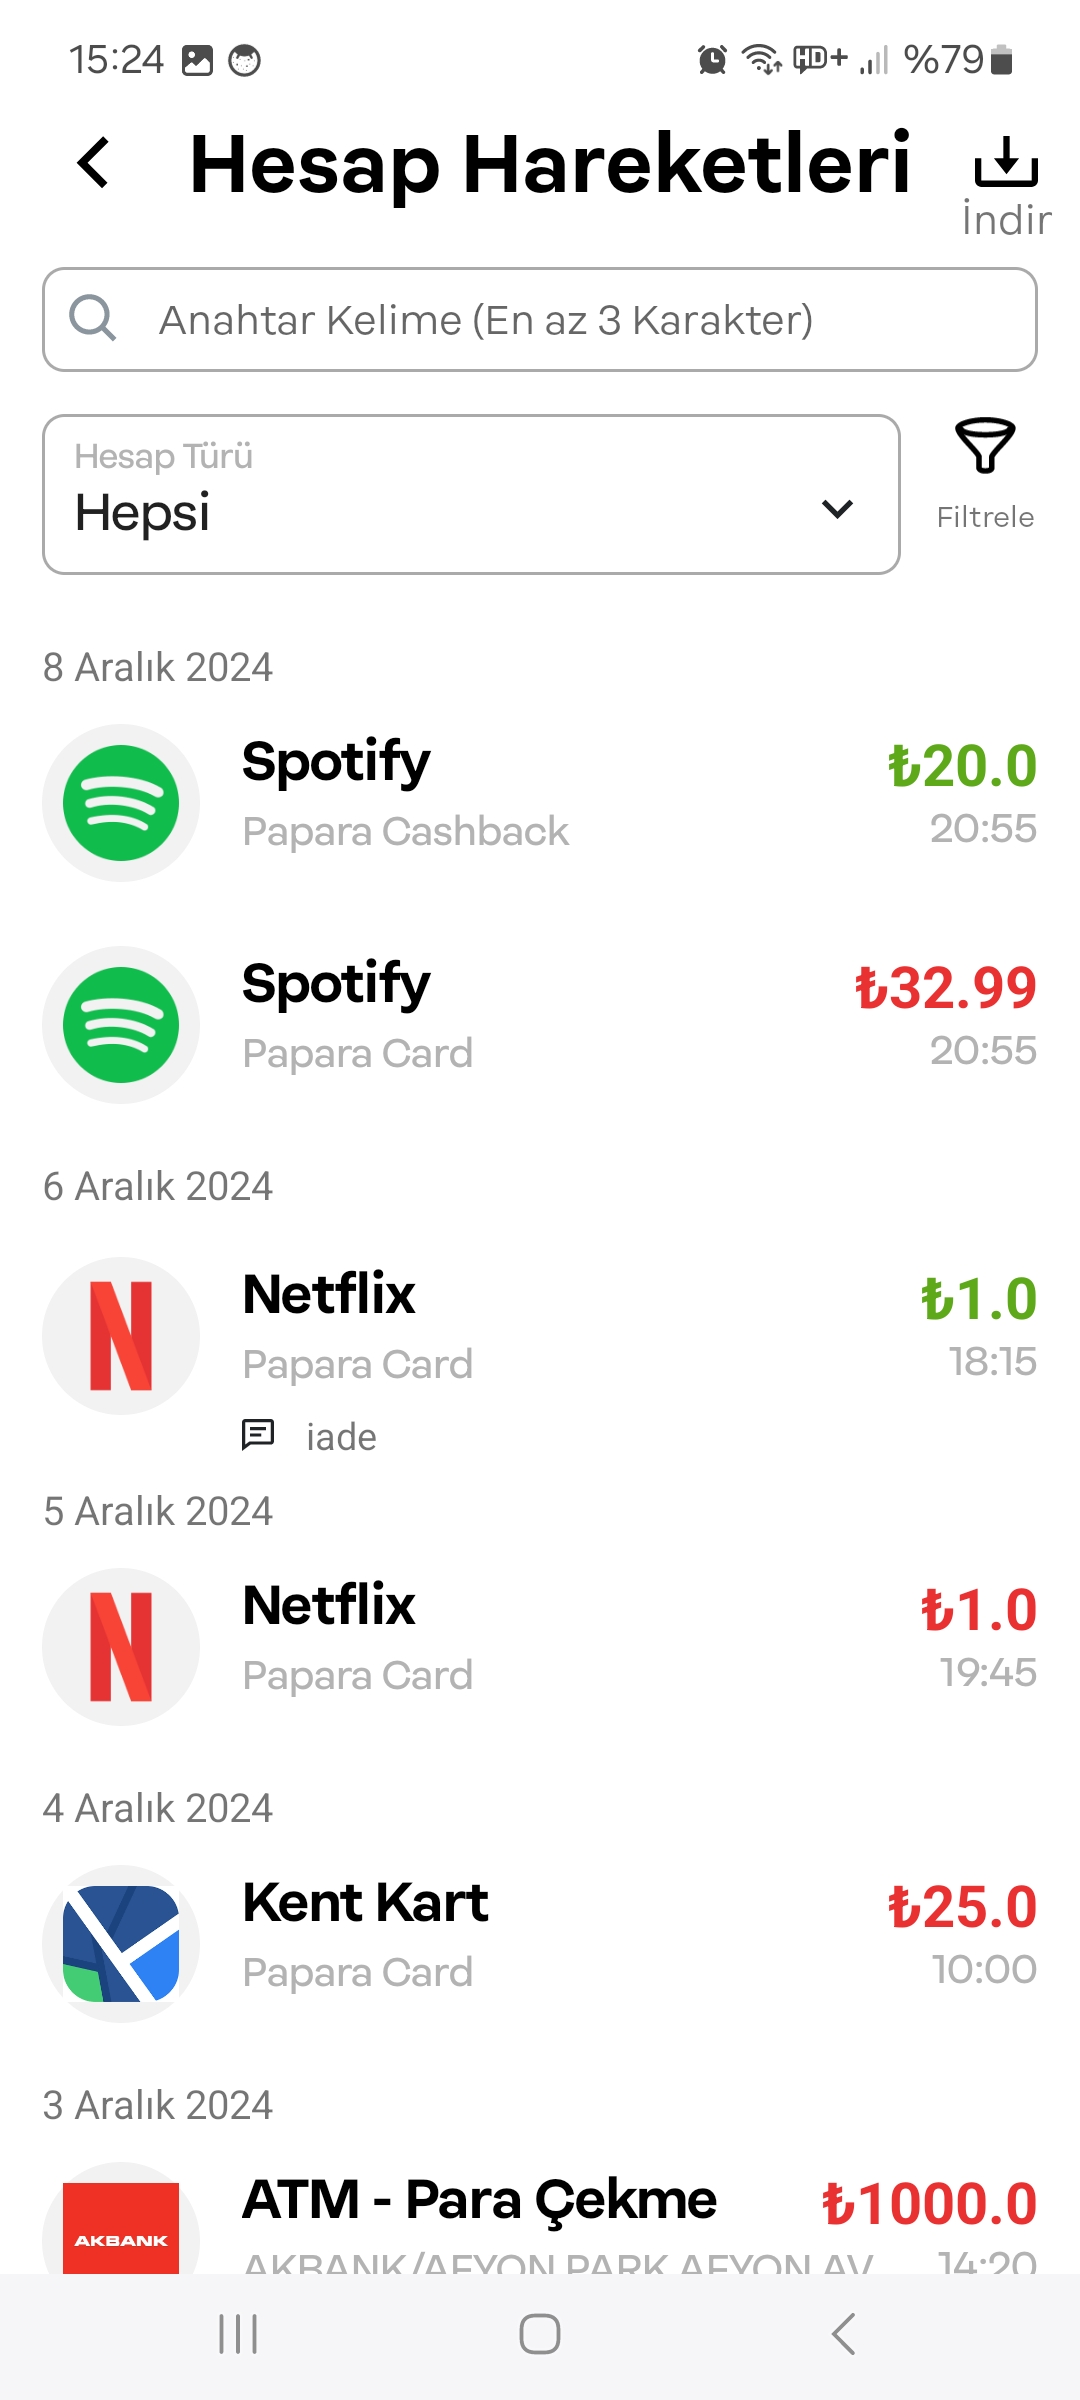 15:24
HD+ %79
Hesap Hareketleri
İndir
Anahtar Kelime (En az 3 Karakter)
Hesap Türü
Hepsi
Filtrele
8 Aralık 2024
Spotify ₺20.0
Papara Cashback 20:55
Spotify ₺32.99
Papara Card 20:55
6 Aralık 2024
Netflix ₺1.0
Papara Card 18:15
iade
5 Aralık 2024
Netflix ₺1.0
Papara Card 19:45
4 Aralık 2024
Kent Kart ₺25.0
Papara Card 10:00
3 Aralık 2024
ATM - Para Çekme ₺1000.0
AKBANK
AKBANK/AFYON PARK AFYON AV 14:20